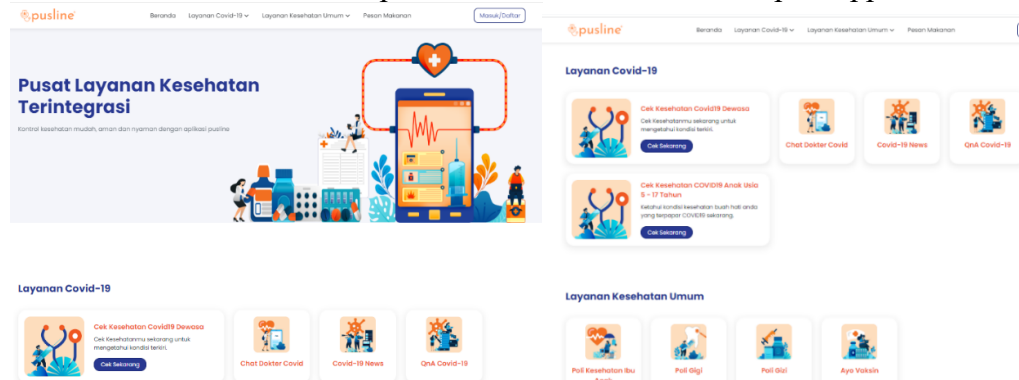 pusline
Beranda Layanan Covid-19 Layanan Kesehatan Umum Pesan Makanan Masuk/Daftar
Pusat Layanan Kesehatan
Terintegrasi
Kontrol kesehatan mudah, aman dan nyaman dengan aplikasi pusline
Layanan Covid-19
Cek Kesehatan Covid19 Dewasa
Cek Kesehatanmu sekarang untuk
mengetahui kondisi terkini.
Cek Sekarang
Chat Dokter Covid
Covid-19 News
QnA Covid-19
pusline
Beranda Layanan Covid-19 Layanan Kesehatan Umum Pesan Makanan
Layanan Covid-19
Cek Kesehatan Covid19 Dewasa
Cek Kesehatanmu sekarang untuk
mengetahui kondisi terkini.
Cek Sekarang
Chat Dokter Covid
Covid-19 News
QnA Covid-19
Cek Kesehatan COVID19 Anak Usia
5 - 17 Tahun
Ketahui kondisi kesehatan buah hati anda
yang terpapar COVID19 sekarang.
Cek Sekarang
Layanan Kesehatan Umum
Poli Kesehatan Ibu
Poli Gigi
Poli Gizi
Ayo Vaksin